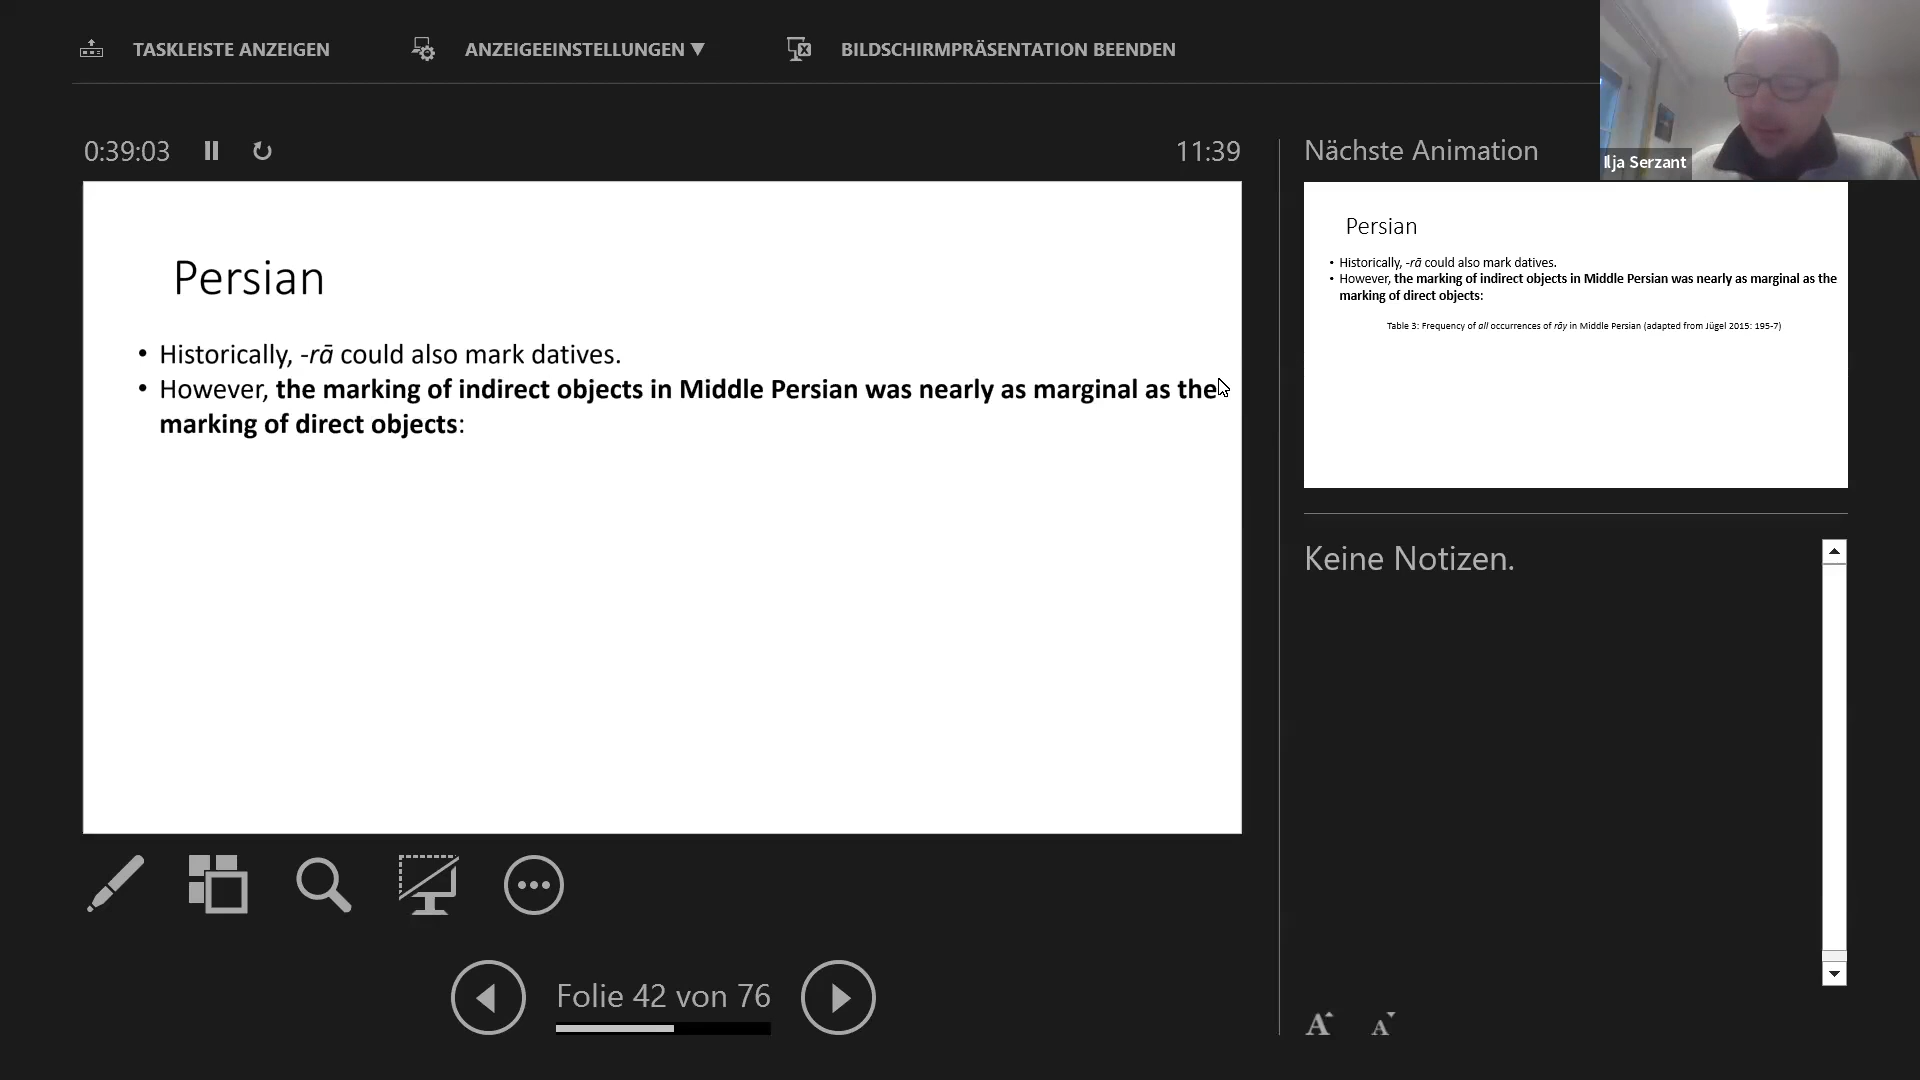 TASKLEISTE ANZEIGEN
ANZEIGEEINSTELLUNGEN ▼
BILDSCHIRMPRÄSENTATION BEENDEN
Ilja Serzant
0:39:03
11:39
Persian
• Historically, -rā could also mark datives.
• However, the marking of indirect objects in Middle Persian was nearly as marginal as the
marking of direct objects:
Folie 42 von 76
Nächste Animation
Persian
• Historically, -rā could also mark datives.
• However, the marking of indirect objects in Middle Persian was nearly as marginal as the
marking of direct objects:
Table 3: Frequency of all occurrences of rāy in Middle Persian (adapted from Jügel 2015: 195-7)
Keine Notizen.
A A